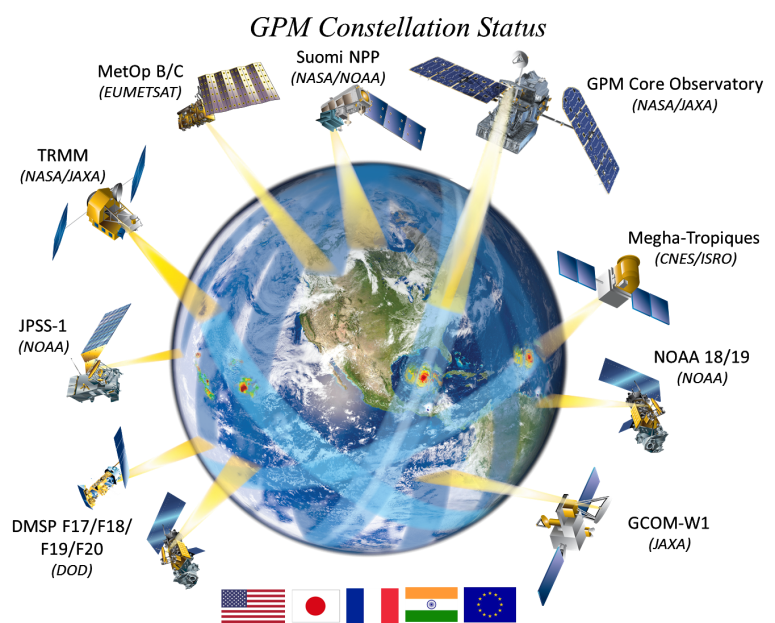 GPM Constellation Status
MetOp B/C
(EUMETSAT)
Suomi NPP
(NASA/NOAA)
GPM Core Observatory
(NASA/JAXA)
TRMM
(NASA/JAXA)
Megha-Tropiques
(CNES/ISRO)
JPSS-1
(NOAA)
NOAA 18/19
(NOAA)
DMSP F17/F18/
F19/F20
(DOD)
GCOM-W1
(JAXA)